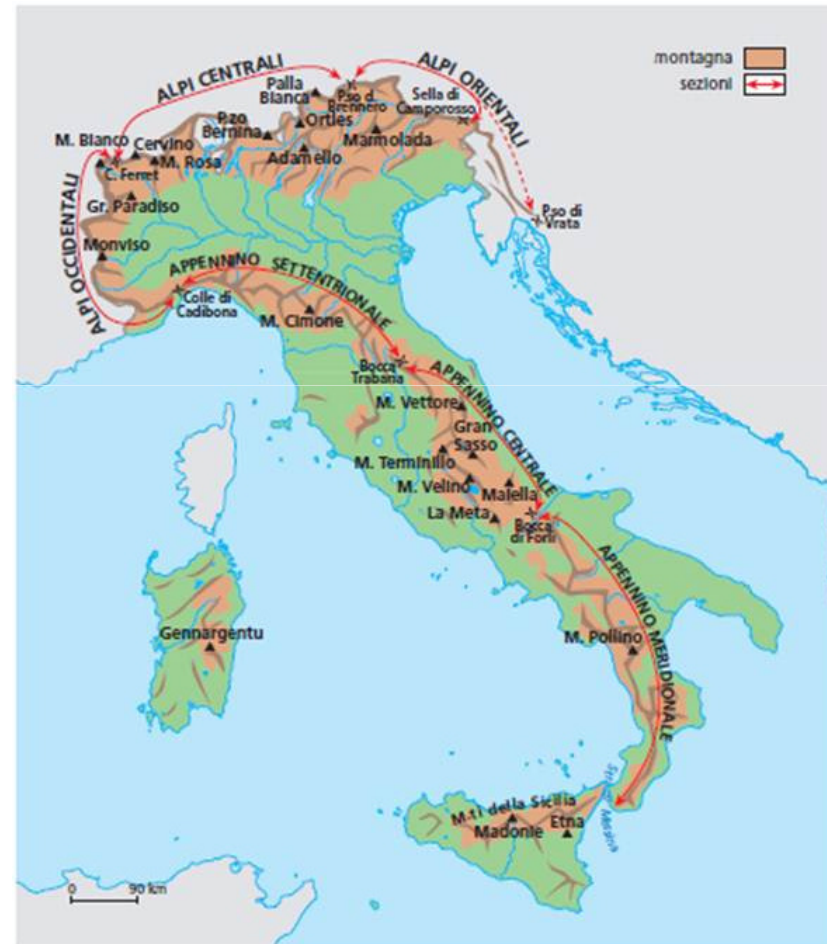 montagna
sezioni
ALPI CENTRALI
ALPI ORIENTALI
ALPI OCCIDENTALI
Palla
Bianca
P.so d.
Brennero
Sella di
Camporosso
P.zo
Bernina
Ortles
Marmolada
Adamello
M. Bianco
Cervino
M. Rosa
C. Ferret
Gr. Paradiso
Monviso
P.so di
Vrata
APPENNINO SETTENTRIONALE
Colle di
Cadibona
M. Cimone
Bocca
Trabaria
APPENNINO CENTRALE
M. Vettore
Gran
Sasso
M. Terminillo
M. Velino
Maiella
La Meta
Bocca
di Forlì
APPENNINO MERIDIONALE
Gennargentu
M. Pollino
M.ti della Sicilia
Madonie
Etna
Messina
0 90 km